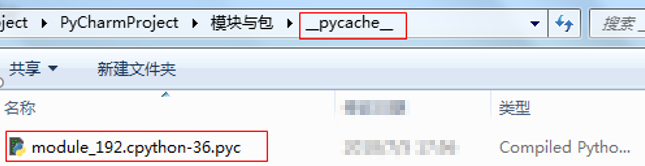 oject ▸ PyCharmProject ▸ 模块与包 ▸ __pycache__
搜索 _
共享 ▼ 新建文件夹
名称 类型
module_192.cpython-36.pyc Compiled Pytho...